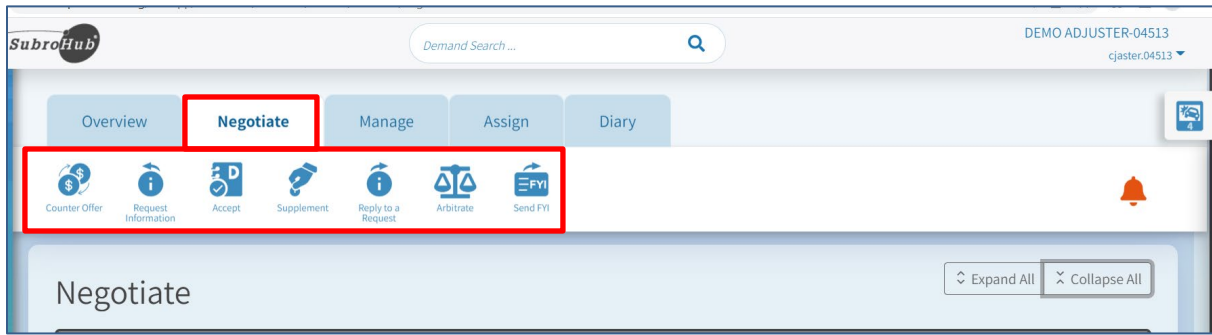 SubroHub
Demand Search ...
DEMO ADJUSTER-04513
cjaster.04513
Overview
Negotiate
Manage
Assign
Diary
4
$ $
i
D
i
FYI
Counter Offer
Request
Information
Accept
Supplement
Reply to a
Request
Arbitrate
Send FYI
Negotiate
Expand All
Collapse All